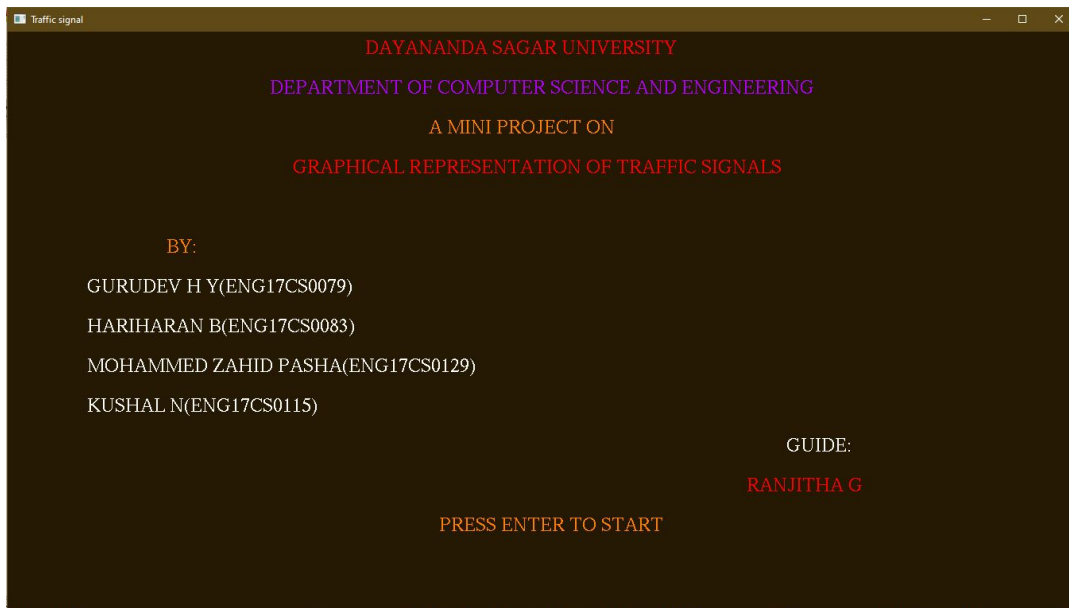 Traffic signal
DAYANANDA SAGAR UNIVERSITY
DEPARTMENT OF COMPUTER SCIENCE AND ENGINEERING
A MINI PROJECT ON
GRAPHICAL REPRESENTATION OF TRAFFIC SIGNALS
BY:
GURUDEV H Y(ENG17CS0079)
HARIHARAN B(ENG17CS0083)
MOHAMMED ZAHID PASHA(ENG17CS0129)
KUSHAL N(ENG17CS0115)
GUIDE:
RANJITHA G
PRESS ENTER TO START